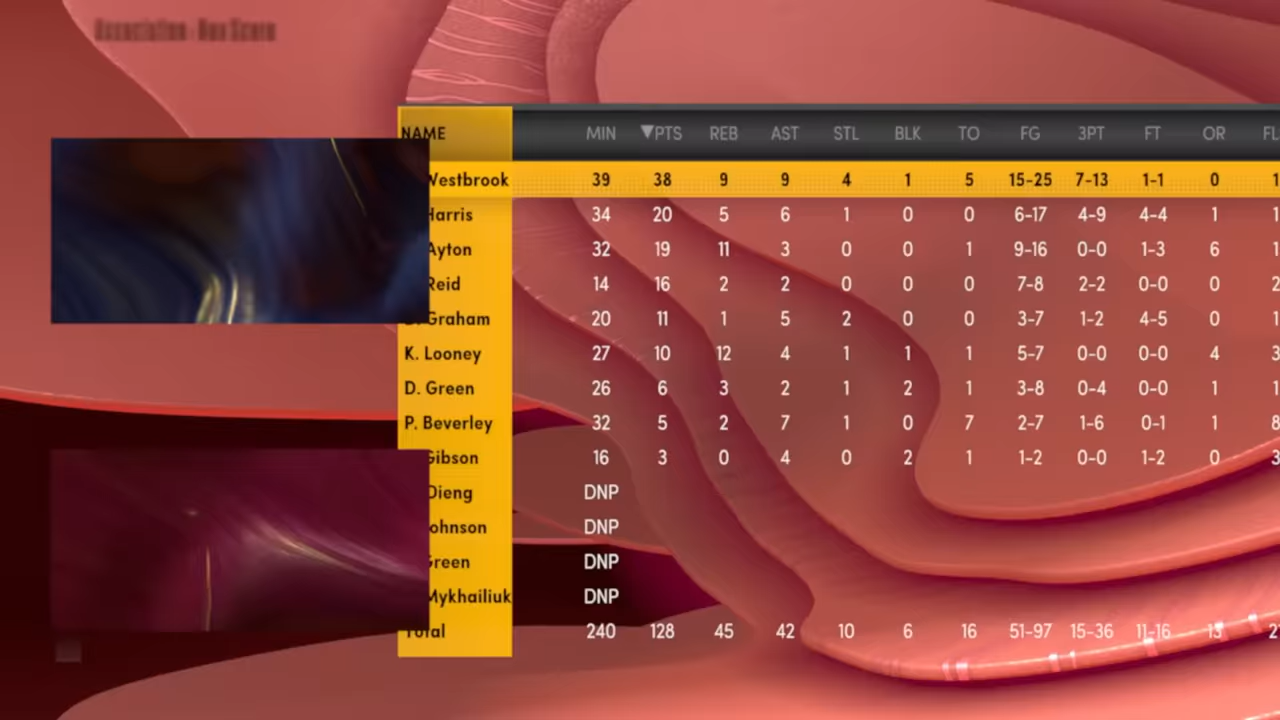 NAME MIN ▼PTS REB AST STL BLK TO FG 3PT FT OR
Westbrook 39 38 9 9 4 1 5 15-25 7-13 1-1 0 1
Harris 34 20 5 6 1 0 0 6-17 4-9 4-4 1 1
Ayton 32 19 11 3 0 0 1 9-16 0-0 1-3 6 1
Reid 14 16 2 2 0 0 0 7-8 2-2 0-0 0 2
Graham 20 11 1 5 2 0 0 3-7 1-2 4-5 0 1
K. Looney 27 10 12 4 1 1 1 5-7 0-0 0-0 4 3
D. Green 26 6 3 2 1 2 1 3-8 0-4 0-0 1 1
P. Beverley 32 5 2 7 1 0 7 2-7 1-6 0-1 1 8
Gibson 16 3 0 4 0 2 1 1-2 0-0 1-2 0 3
Dieng DNP
ohnson DNP
Green DNP
Mykhailiuk DNP
Total 240 128 45 42 10 6 16 51-97 15-36 11-16 13